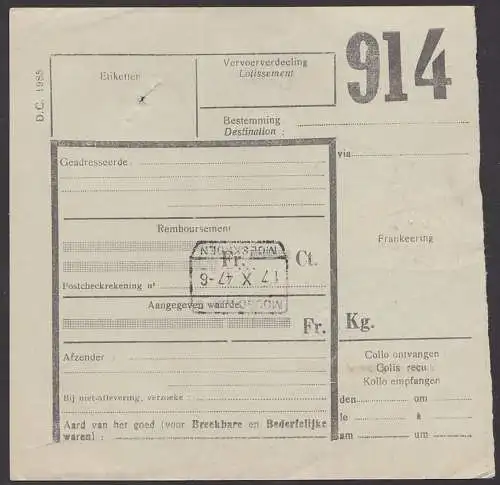 D.C. 1985
Etiketten
Vervoerverdeeling
Lotissement
914
Bestemming
Destination :
Geadresseerde
via
Remboursement
Frankeering
Fr. Ct.
17 X 47-6
Postcheckrekening nr
Aangegeven waarde
Fr. Kg.
Afzender
Collo ontvangen
Colis reçu
Kollo empfangen
Bij niet-aflevering, verzoeke :
den om
le à
am um
Aard van het goed (voor Breekbare en Bederfelijke
waren) :